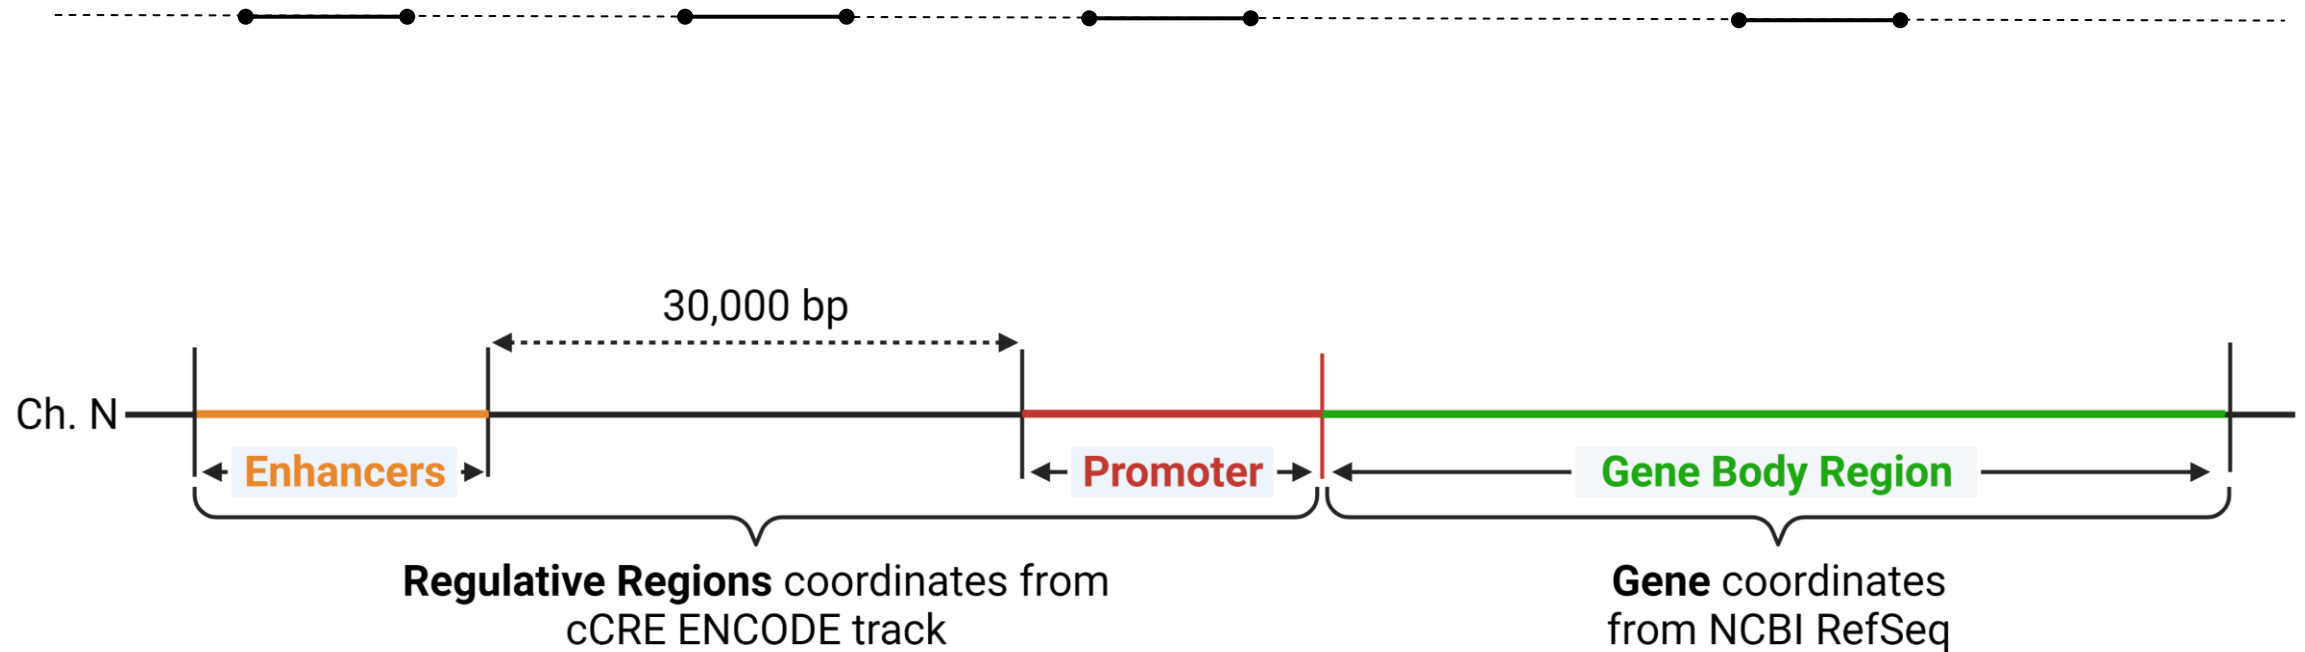 30,000 bp
Ch. N
Enhancers
Promoter
Gene Body Region
Regulative Regions coordinates from
cCRE ENCODE track
Gene coordinates
from NCBI RefSeq